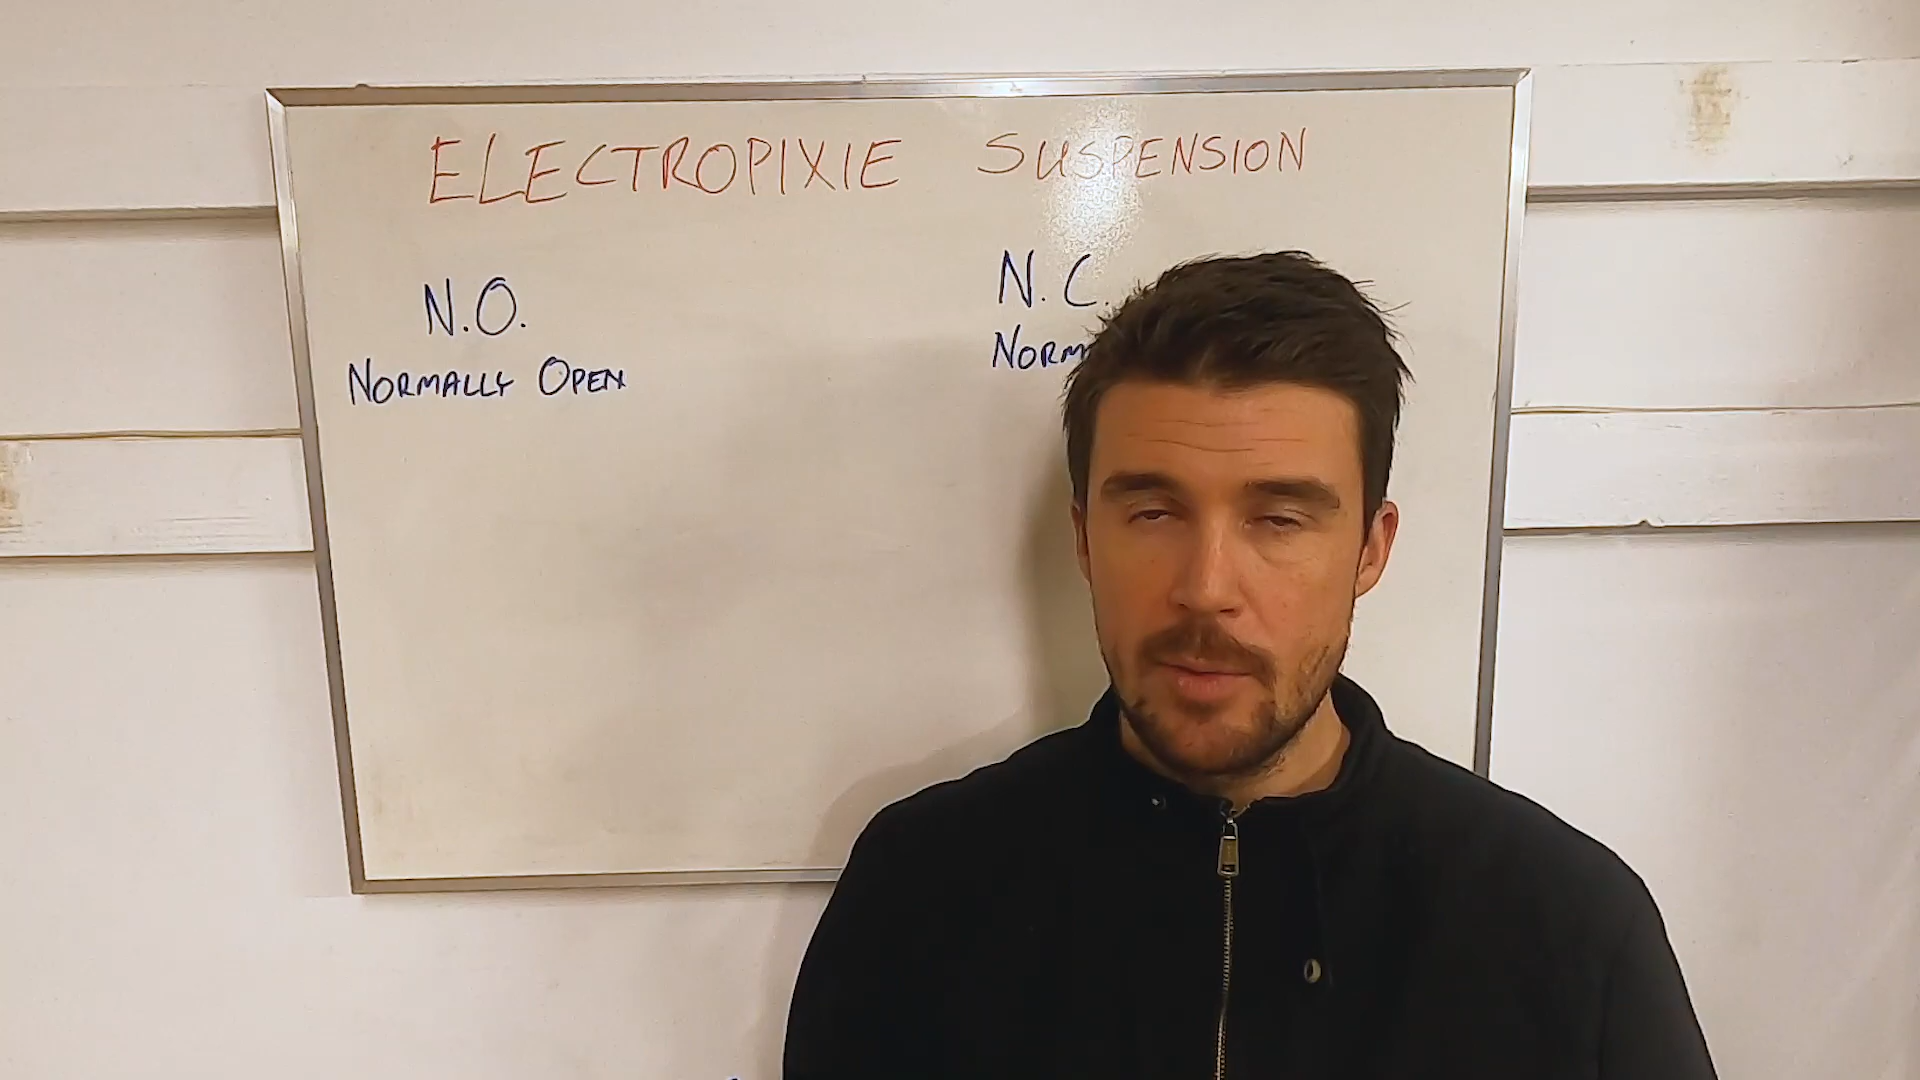 ELECTROPIXIE SUSPENSION
N.O.
NORMALLY OPEN
N.C.